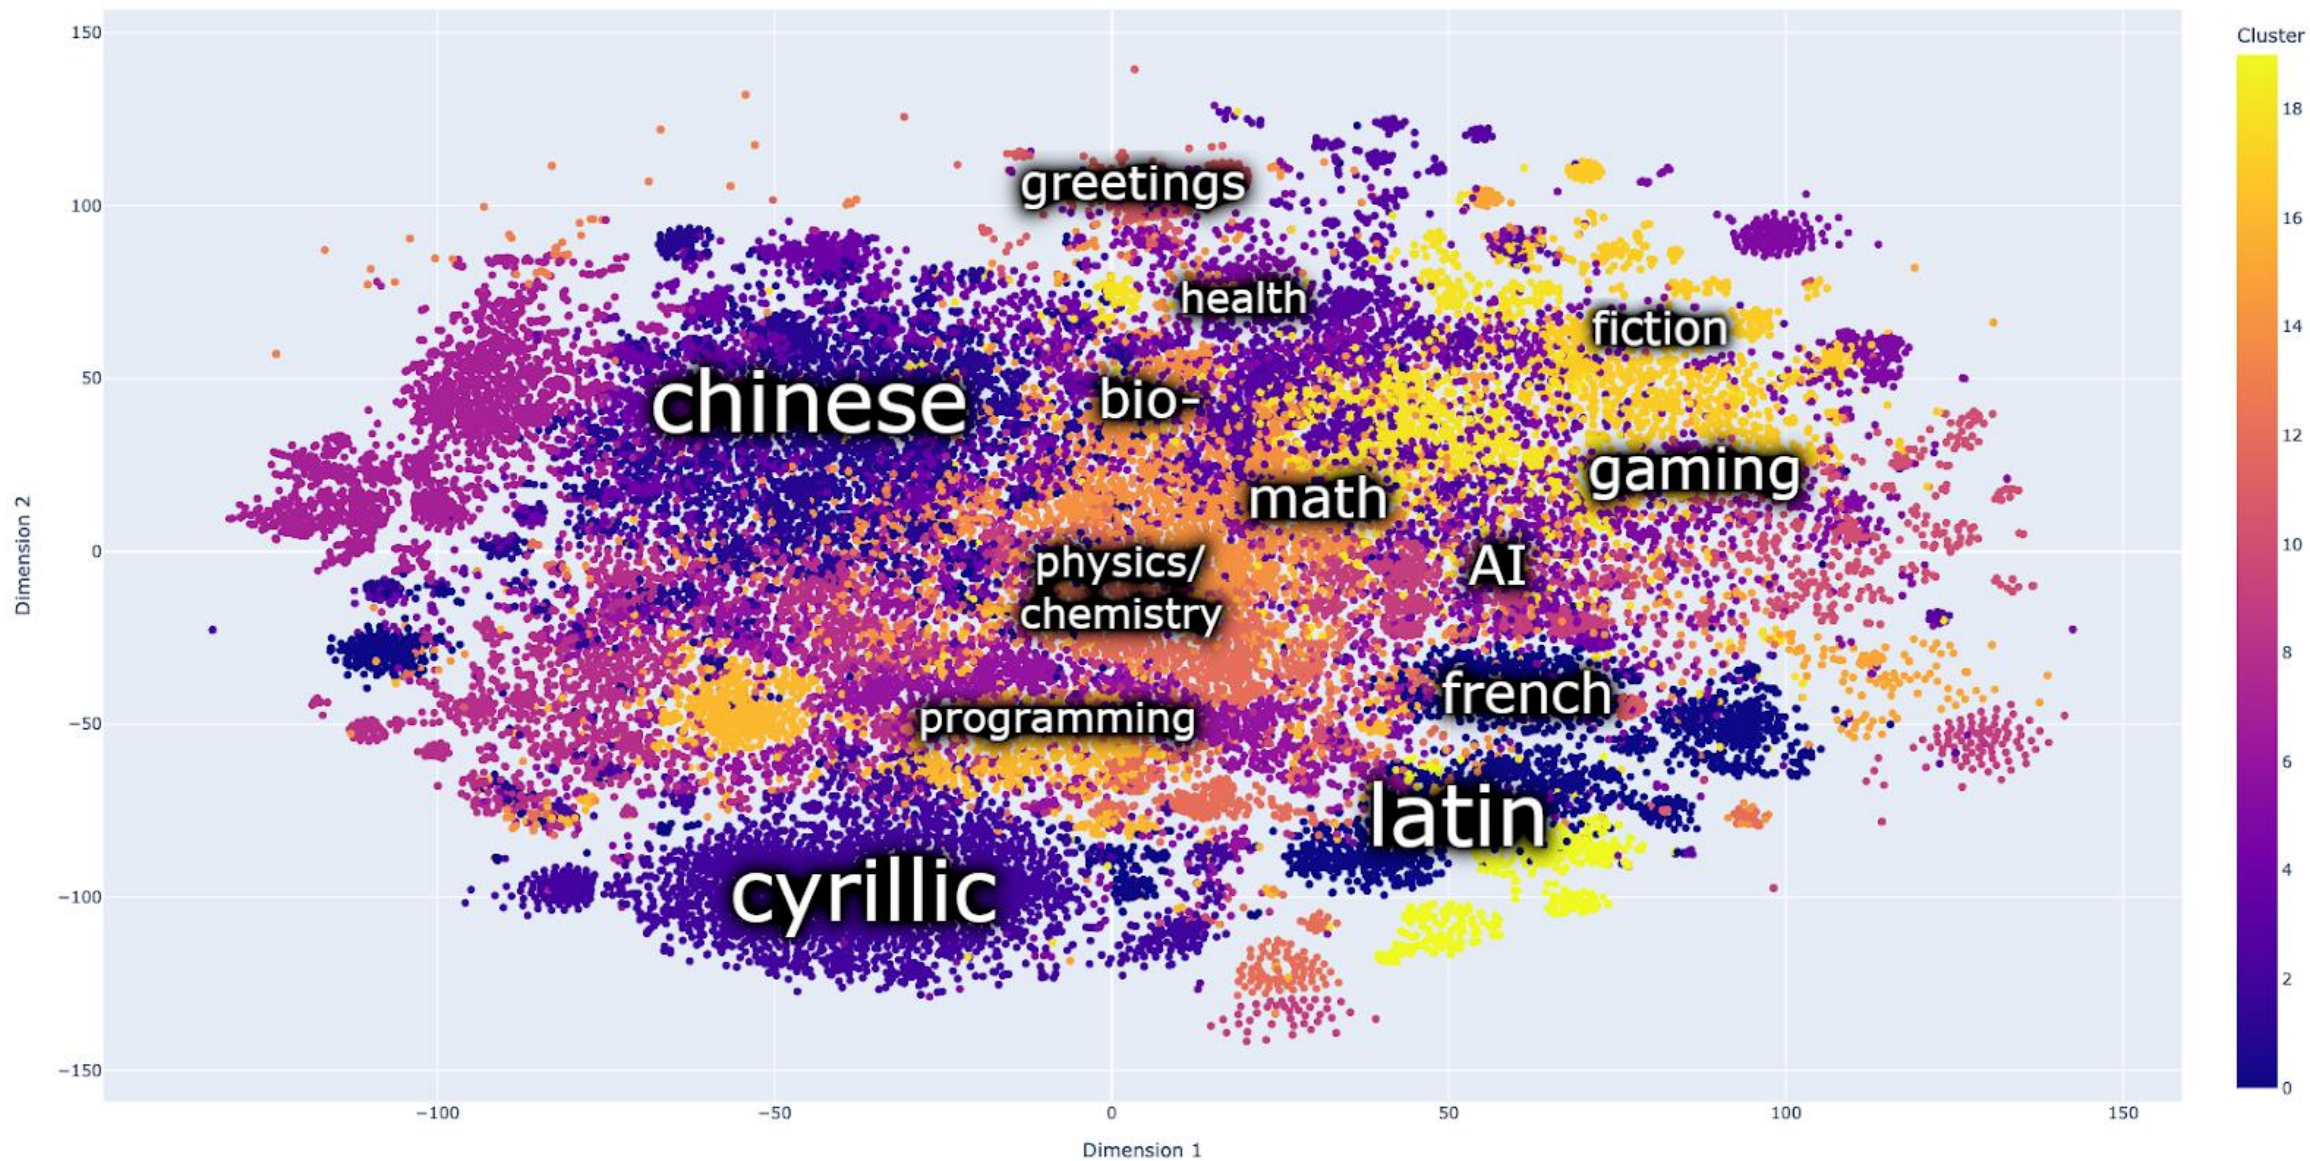 Cluster
150
100
50
0
−50
−100
−150
Dimension 2
greetings
health
fiction
chinese
bio-
gaming
math
physics/
chemistry
AI
french
programming
latin
cyrillic
18
16
14
12
10
8
6
4
2
0
−100
−50
0
50
100
150
Dimension 1